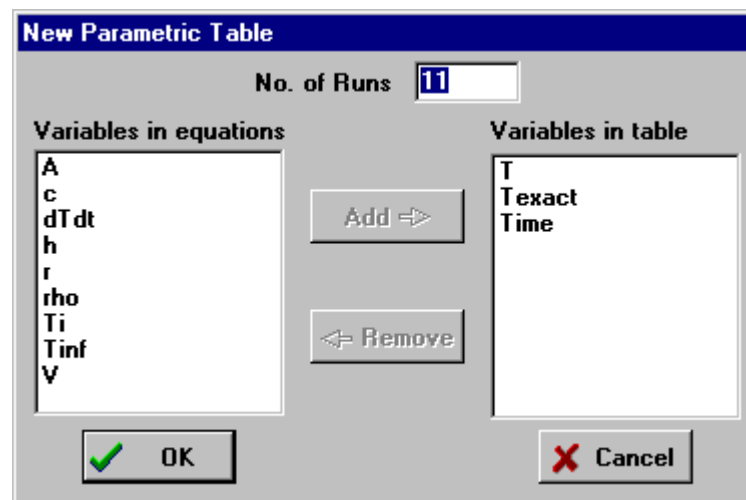 New Parametric Table
No. of Runs 11
Variables in equations
A
c
dTdt
h
r
rho
Ti
Tinf
V
Add
Remove
Variables in table
T
Texact
Time
OK
Cancel